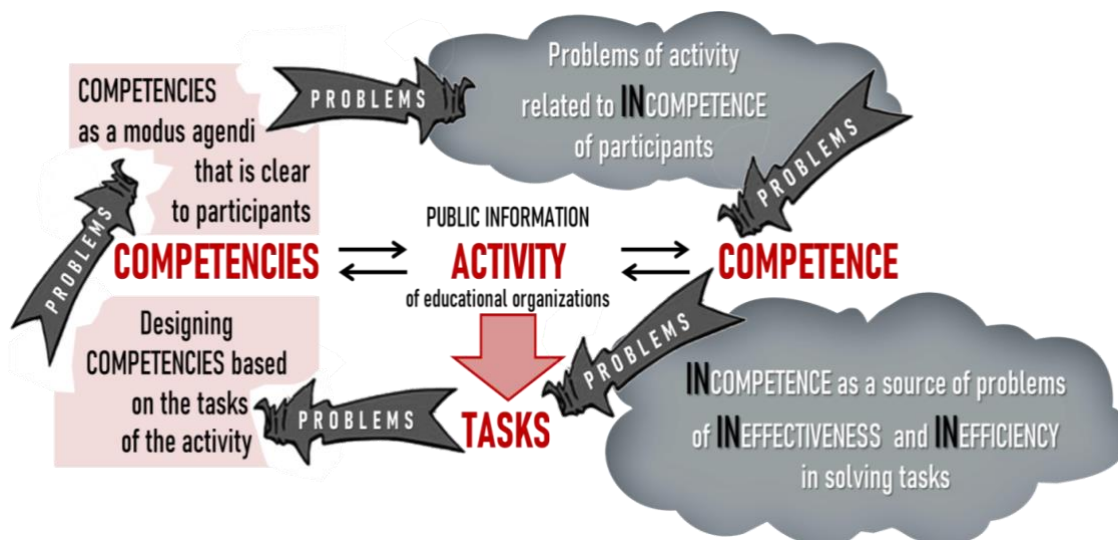 COMPETENCIES
as a modus agendi
that is clear
to participants
PROBLEMS
Problems of activity
related to INCOMPETENCE
of participants
PROBLEMS
PROBLEMS
COMPETENCIES
PUBLIC INFORMATION
ACTIVITY
of educational organizations
COMPETENCE
PROBLEMS
Designing
COMPETENCIES based
on the tasks
of the activity
PROBLEMS
TASKS
INCOMPETENCE as a source of problems
of INEFFECTIVENESS and INEFFICIENCY
in solving tasks